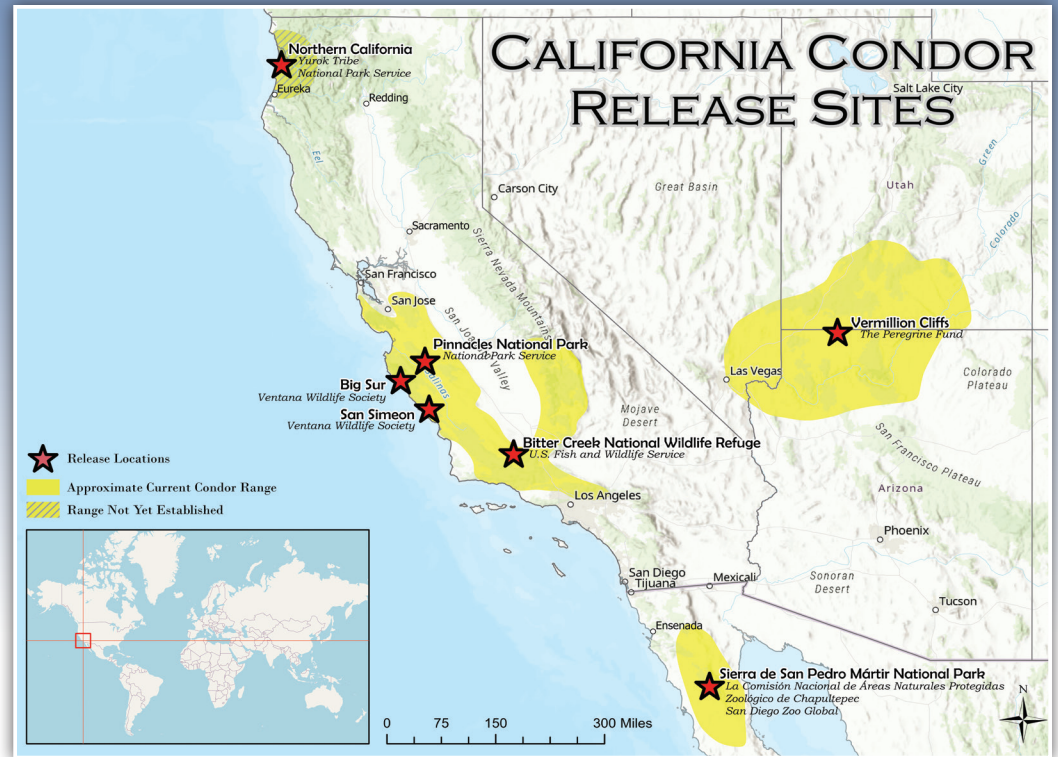 CALIFORNIA CONDOR
RELEASE SITES
Northern California
Yurok Tribe
National Park Service
Eureka
Redding
Eel
Salt Lake City
Green
Carson City
Great Basin
Utah
Colorado
Sacramento
Sierra Nevada Mountains
San Francisco
San Jose
San Joaquin Valley
Pinnacles National Park
National Park Service
Salinas
Big Sur
Ventana Wildlife Society
San Simeon
Ventana Wildlife Society
Vermillion Cliffs
The Peregrine Fund
Las Vegas
Colorado
Plateau
Mojave
Desert
Bitter Creek National Wildlife Refuge
U.S. Fish and Wildlife Service
San Francisco Plateau
Arizona
Los Angeles
Phoenix
Sonoran
Desert
Tucson
San Diego
Tijuana
Mexicali
Ensenada
Sierra de San Pedro Mártir National Park
La Comisión Nacional de Áreas Naturales Protegidas
Zoológico de Chapultepec
San Diego Zoo Global
Release Locations
Approximate Current Condor Range
Range Not Yet Established
0 75 150 300 Miles
N